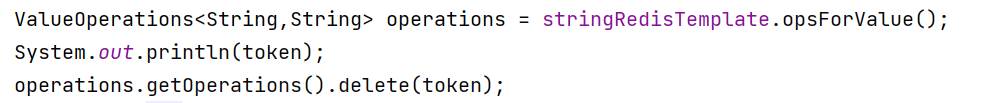 ValueOperations<String,String> operations = stringRedisTemplate.opsForValue();
System.out.println(token);
operations.getOperations().delete(token);